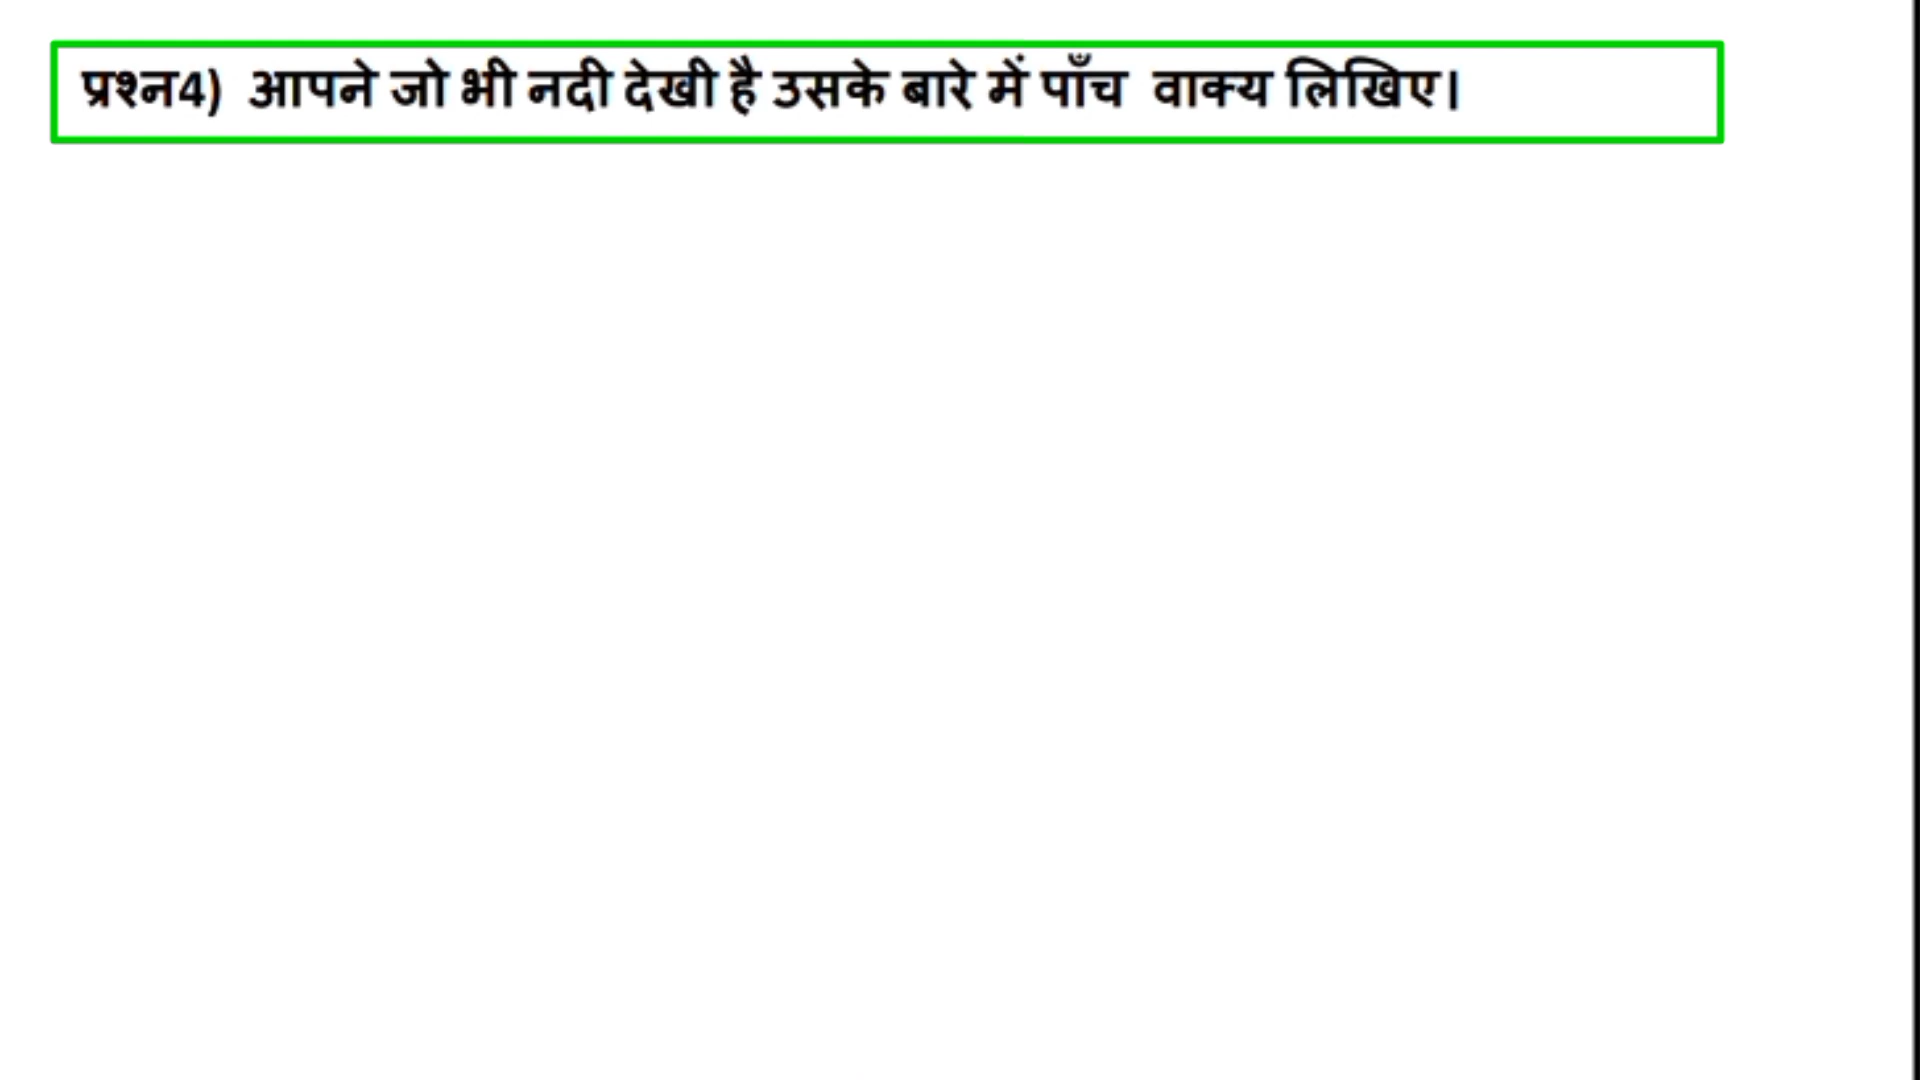 प्रश्न4) आपने जो भी नदी देखी है उसके बारे में पाँच वाक्य लिखिए।